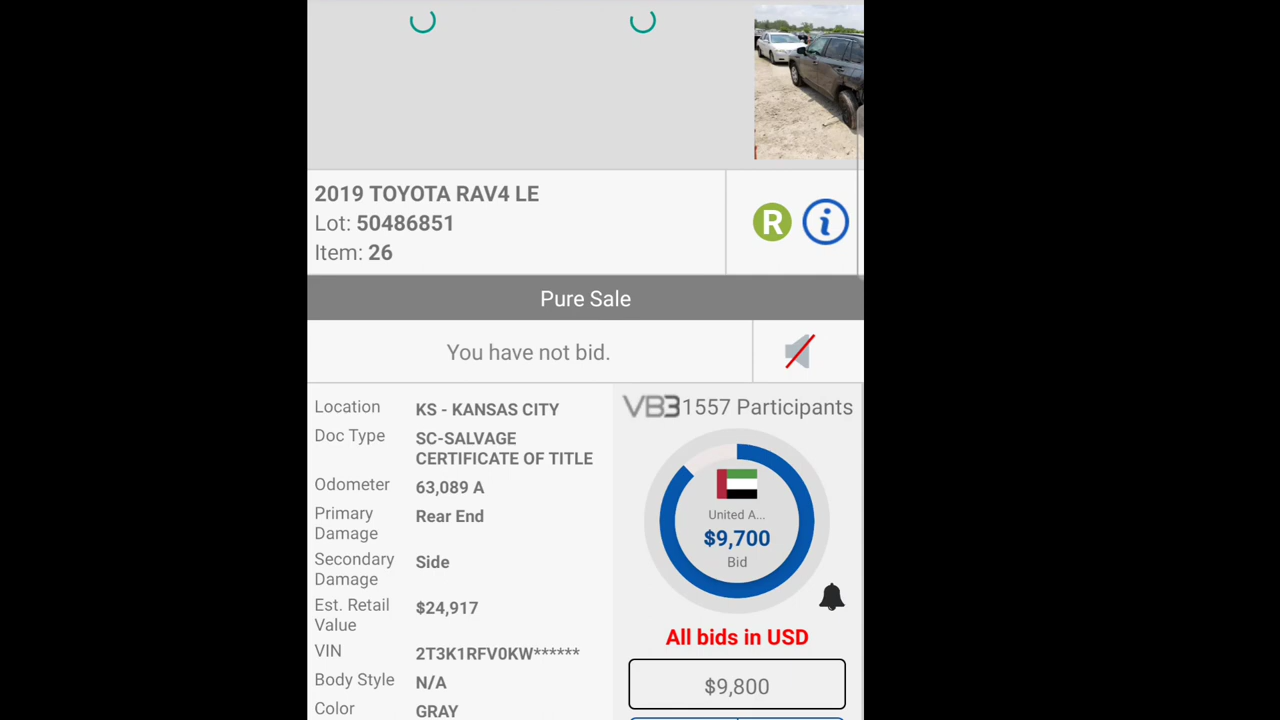 2019 TOYOTA RAV4 LE
Lot: 50486851
Item: 26
R
i
Pure Sale
You have not bid.
Location KS - KANSAS CITY
Doc Type SC-SALVAGE
CERTIFICATE OF TITLE
Odometer 63,089 A
Primary
Damage
Rear End
Secondary
Damage
Side
Est. Retail
Value
$24,917
VIN 2T3K1RFV0KW******
Body Style N/A
Color GRAY
VB3 1557 Participants
United A...
$9,700
Bid
All bids in USD
$9,800